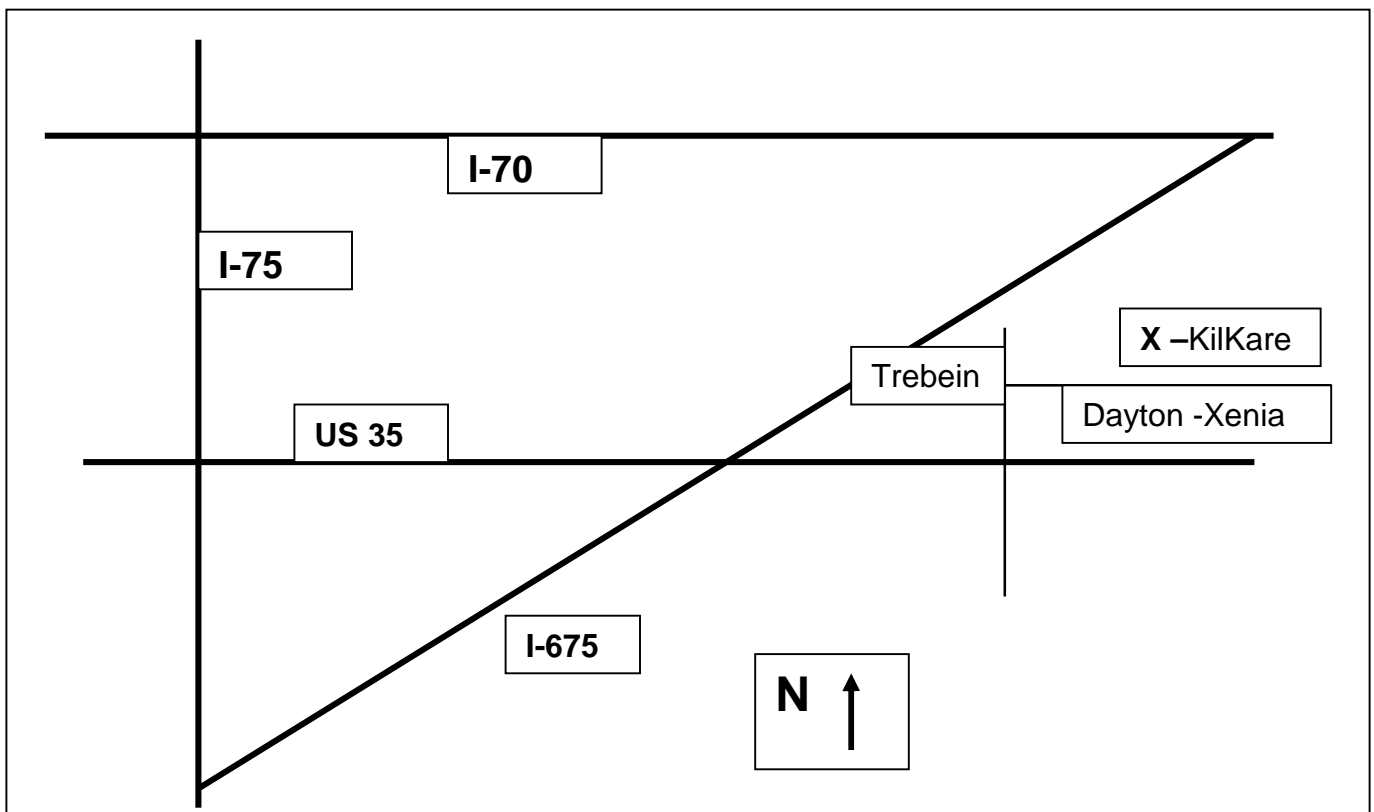 I-70
I-75
X –KilKare
Trebein
Dayton -Xenia
US 35
I-675
N